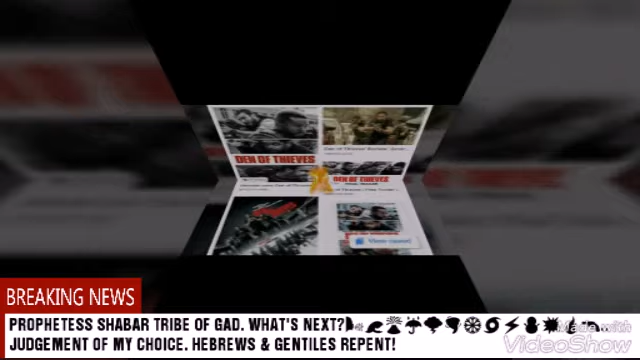 DEN OF THIEVES
DEN OF THIEVES
BREAKING NEWS
PROPHETESS SHABAR TRIBE OF GAD. WHAT'S NEXT?
Made with
JUDGEMENT OF MY CHOICE. HEBREWS & GENTILES REPENT!
VideoShow